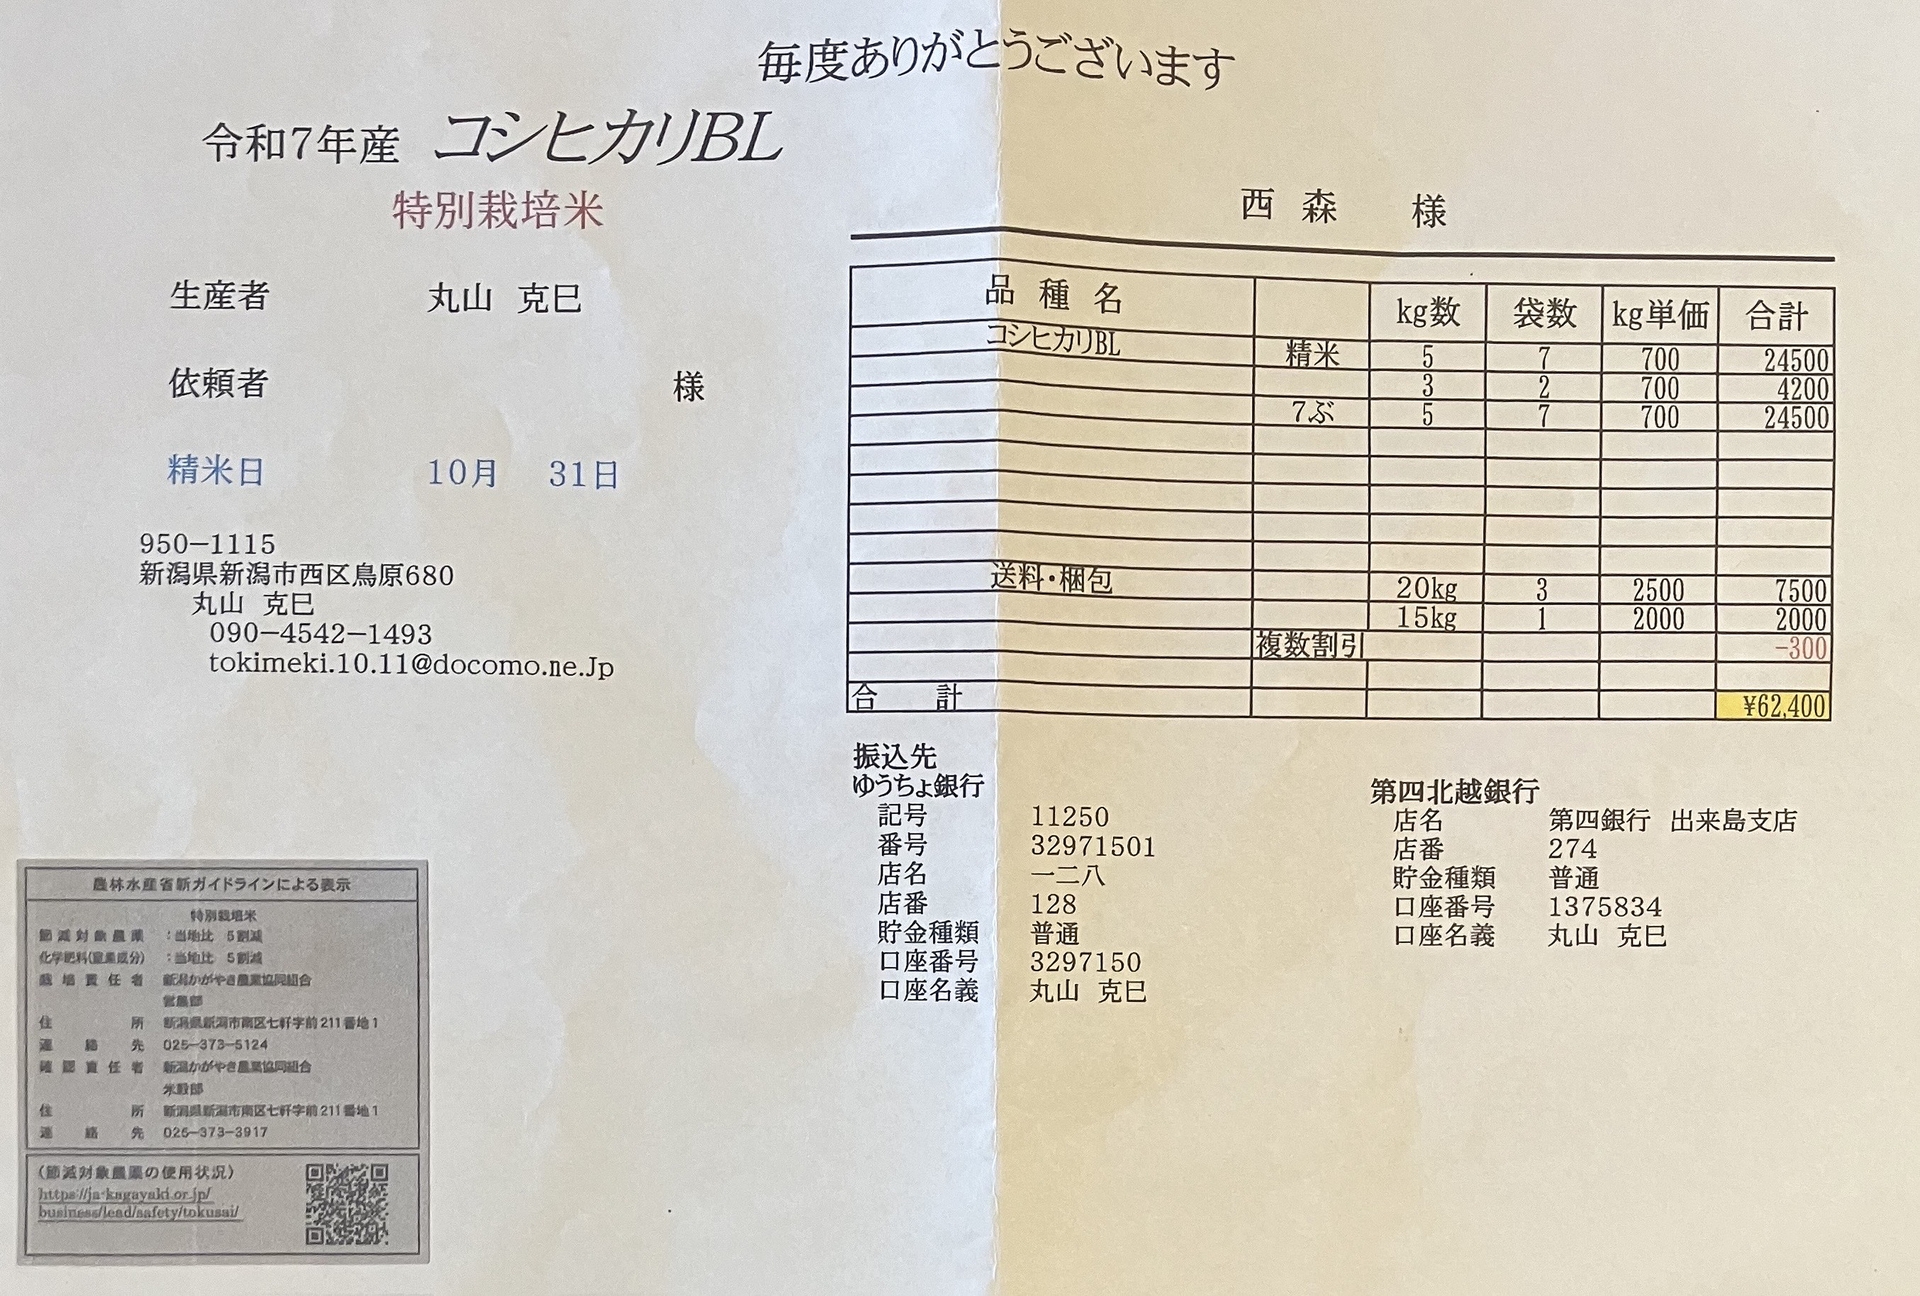 毎度ありがとうございます
令和7年産 コシヒカリBL
特別栽培米
生産者 丸山 克巳
依頼者 様
精米日 10月 31日
950-1115
新潟県新潟市西区鳥原680
丸山 克巳
090-4542-1493
tokimeki.10.11@docomo.ne.Jp
西 森 様
品 種 名 kg数 袋数 kg単価 合計
コシヒカリBL 精米 5 7 700 24500
3 2 700 4200
7ぶ 5 7 700 24500
送料・梱包 20kg 3 2500 7500
15kg 1 2000 2000
複数割引 -300
合 計 ¥62,400
振込先
ゆうちょ銀行
記号 11250
番号 32971501
店名 一二八
店番 128
貯金種類 普通
口座番号 3297150
口座名義 丸山 克巳
第四北越銀行
店名 第四銀行 出来島支店
店番 274
貯金種類 普通
口座番号 1375834
口座名義 丸山 克巳
農林水産省新ガイドラインによる表示
特別栽培米
節減対象農薬 :当地比 5割減
化学肥料(窒素成分) :当地比 5割減
栽培責任者 新潟かがやき農業協同組合
営農部
住所 新潟県新潟市南区七軒字前211番地1
連絡先 025-373-5124
確認責任者 新潟かがやき農業協同組合
米穀部
住所 新潟県新潟市南区七軒字前211番地1
連絡先 025-373-3917
(節減対象農薬の使用状況)
https://ja-kagayaki.or.jp/
business/lead/safety/tokusai/